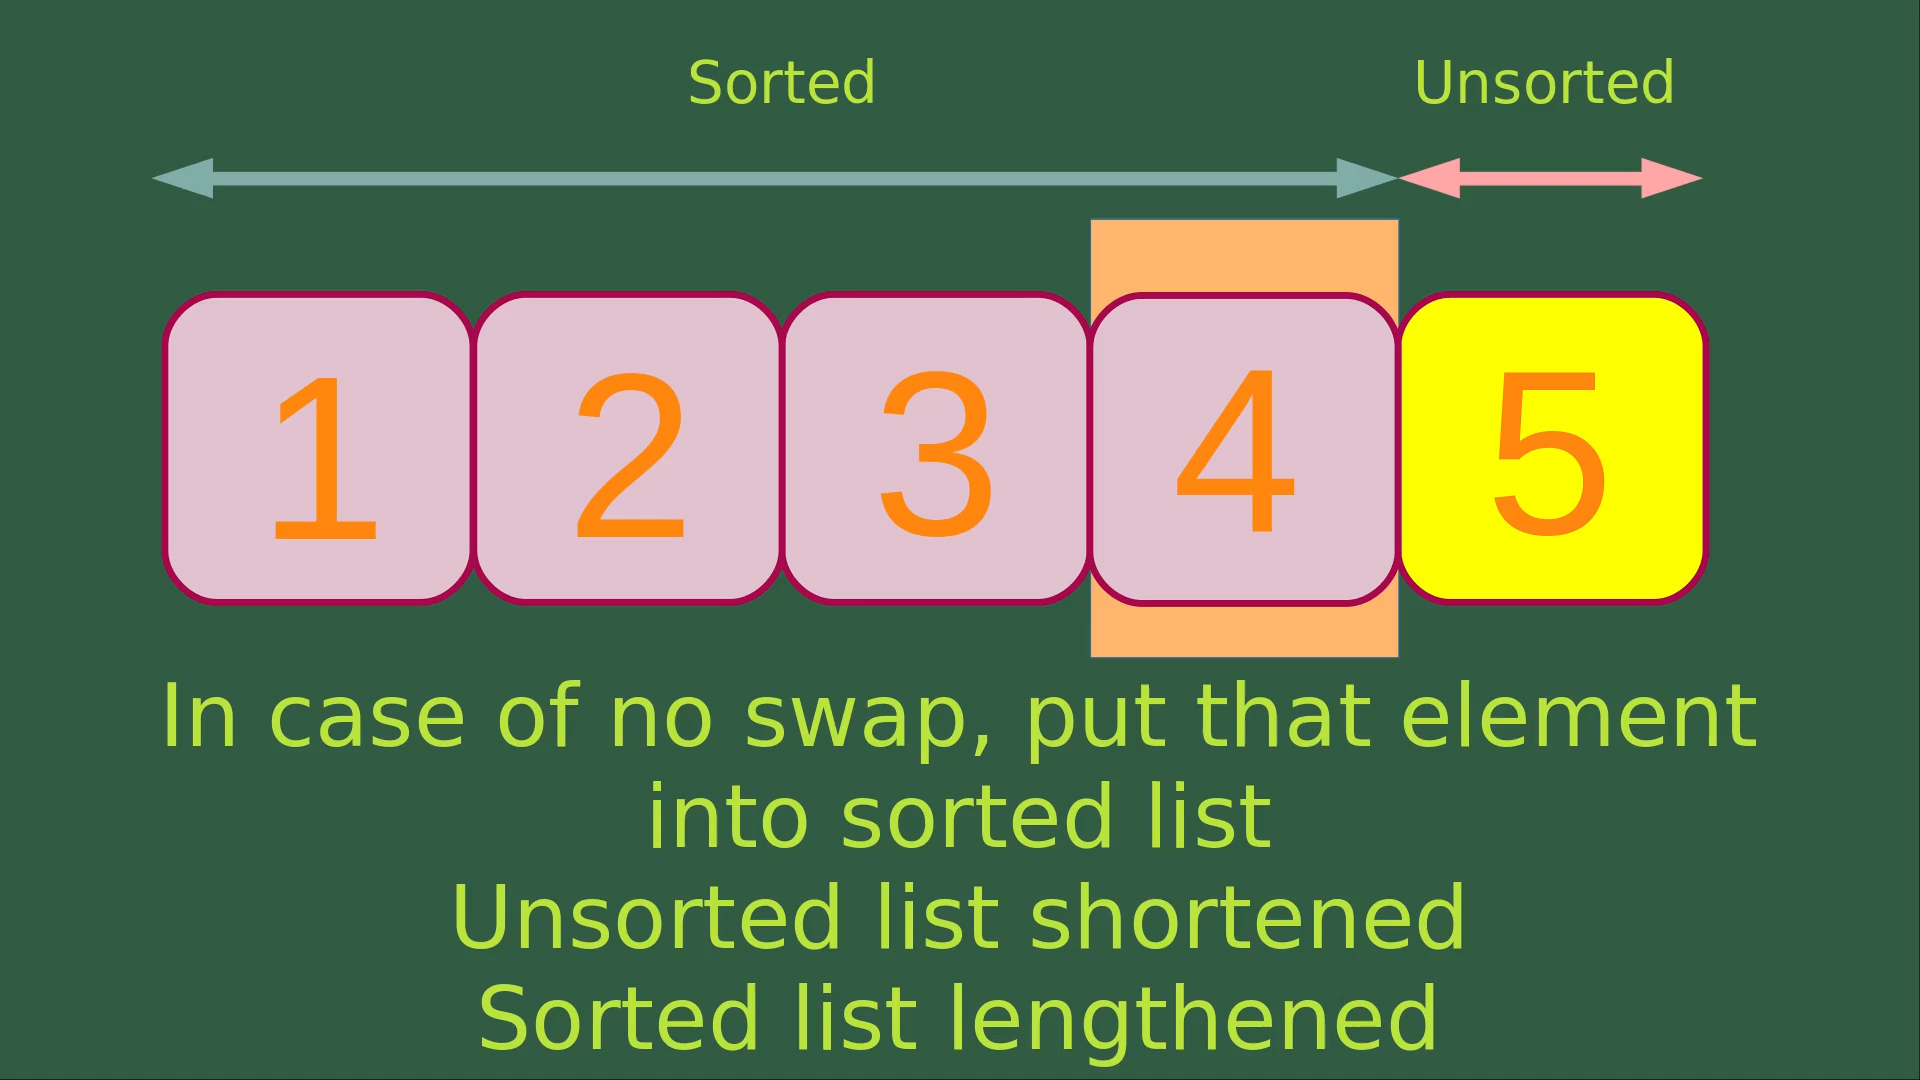 Sorted Unsorted
1 2 3 4 5
In case of no swap, put that element
into sorted list
Unsorted list shortened
Sorted list lengthened